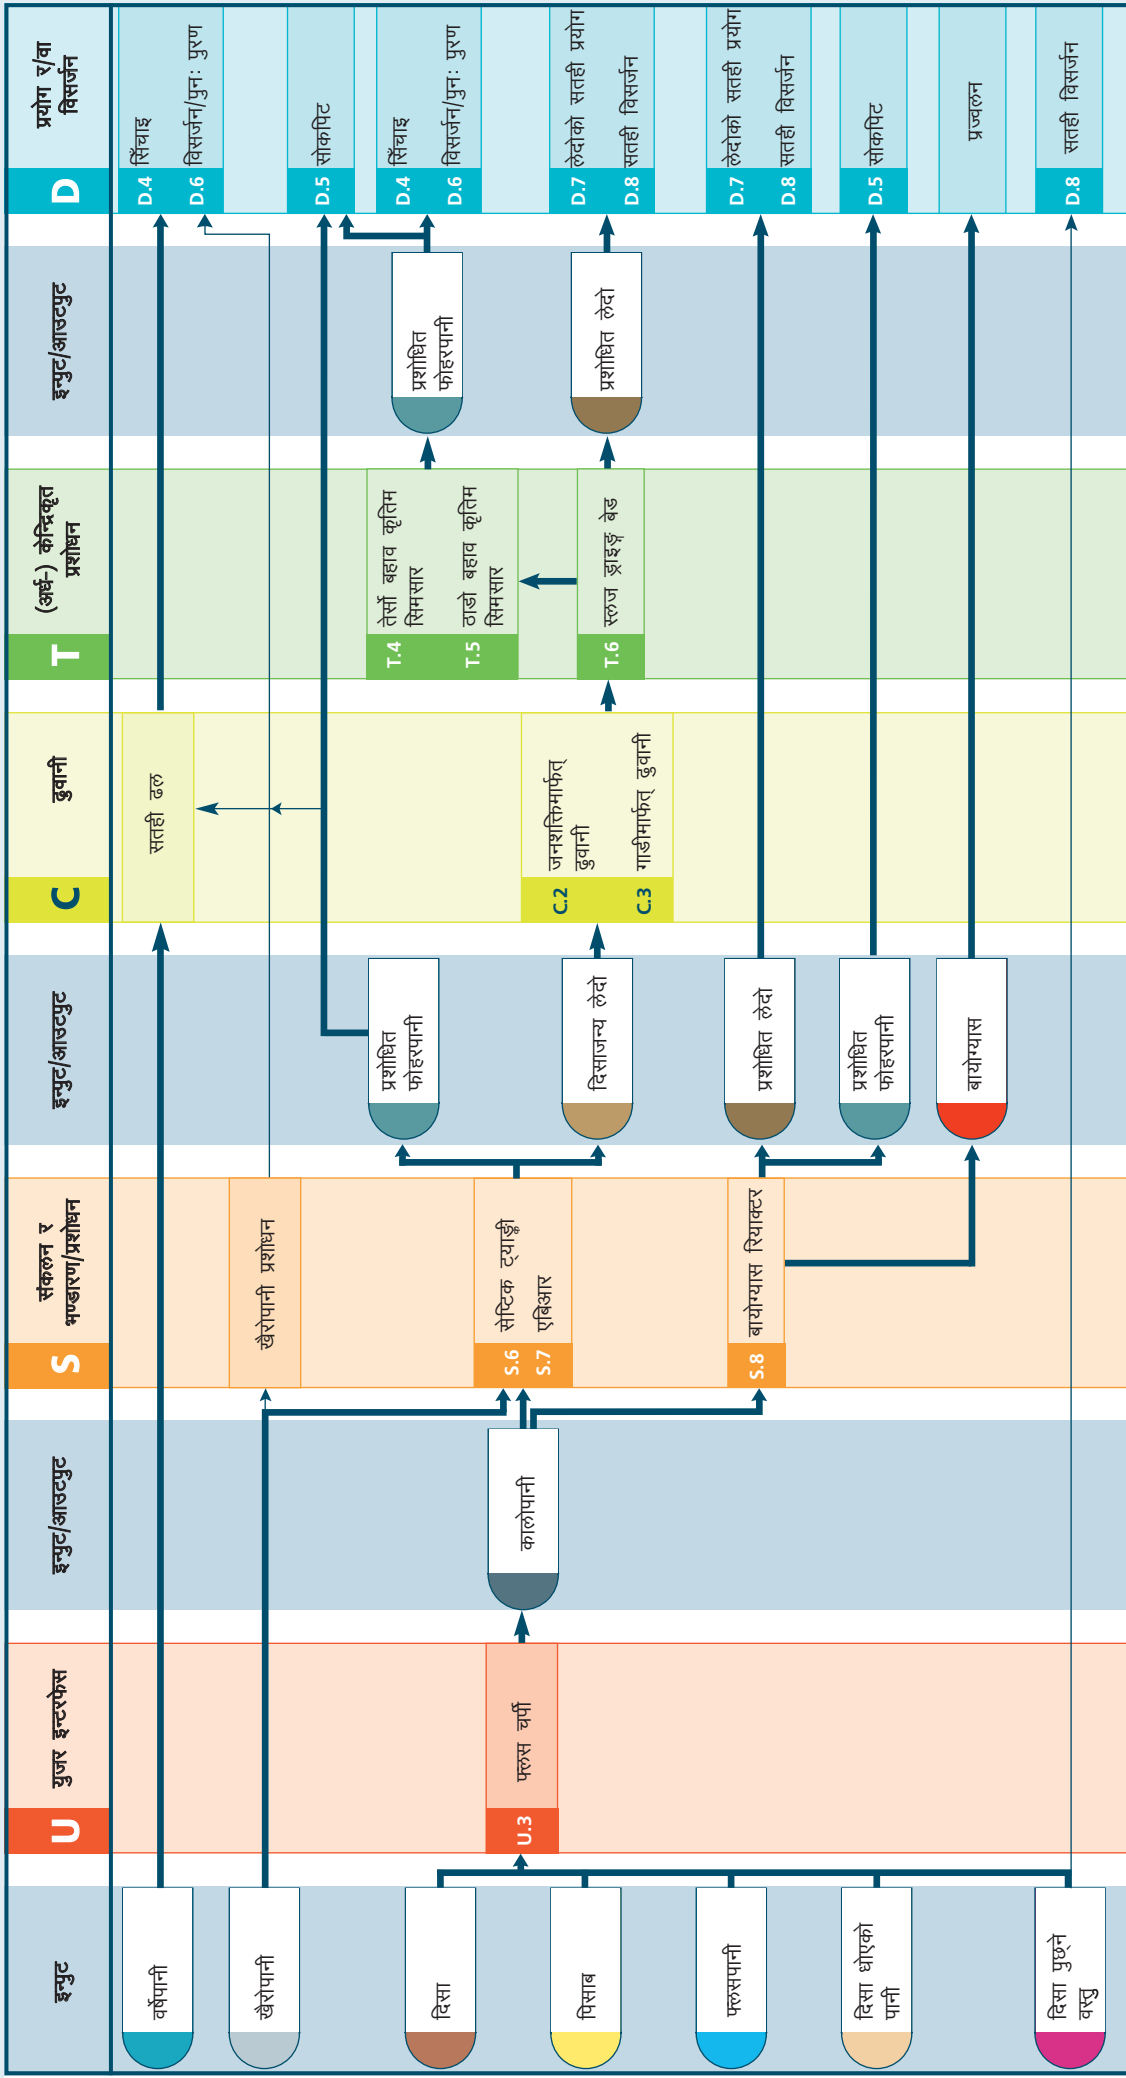 इन्पुट
U
युजर इन्टरफेस
इन्पुट/आउटपुट
S
संकलन र
भण्डारण/प्रशोधन
इन्पुट/आउटपुट
C
ढुवानी
T
(अर्ध-) केन्द्रिकृत
प्रशोधन
इन्पुट/आउटपुट
D
प्रयोग र/वा
विसर्जन
वर्षेपानी
सतही ढल
D.4
सिँचाइ
D.6
विसर्जन/पुनः पुरण
खैरोपानी
खैरोपानी प्रशोधन
D.5
सोकपिट
प्रशोधित
फोहरपानी
T.4
तेर्सो बहाव कृतिम
सिमसार
T.5
ठाडो बहाव कृतिम
सिमसार
प्रशोधित
फोहरपानी
D.4
सिँचाइ
D.6
विसर्जन/पुनः पुरण
दिसा
U.3
फ्लस चर्पी
कालोपानी
S.6
सेप्टिक ट्याङ्की
S.7
एबिआर
पिसाब
दिसाजन्य लेदो
C.2
जनशक्तिमार्फत्
ढुवानी
C.3
गाडीमार्फत् ढुवानी
T.6
स्लज ड्राइङ्ग बेड
प्रशोधित लेदो
D.7
लेदोको सतही प्रयोग
D.8
सतही विसर्जन
फ्लसपानी
S.8
बायोग्यास रियाक्टर
प्रशोधित लेदो
D.7
लेदोको सतही प्रयोग
D.8
सतही विसर्जन
दिसा धोएको
पानी
प्रशोधित
फोहरपानी
D.5
सोकपिट
बायोग्यास
प्रज्वलन
दिसा पुछ्ने
वस्तु
D.8
सतही विसर्जन